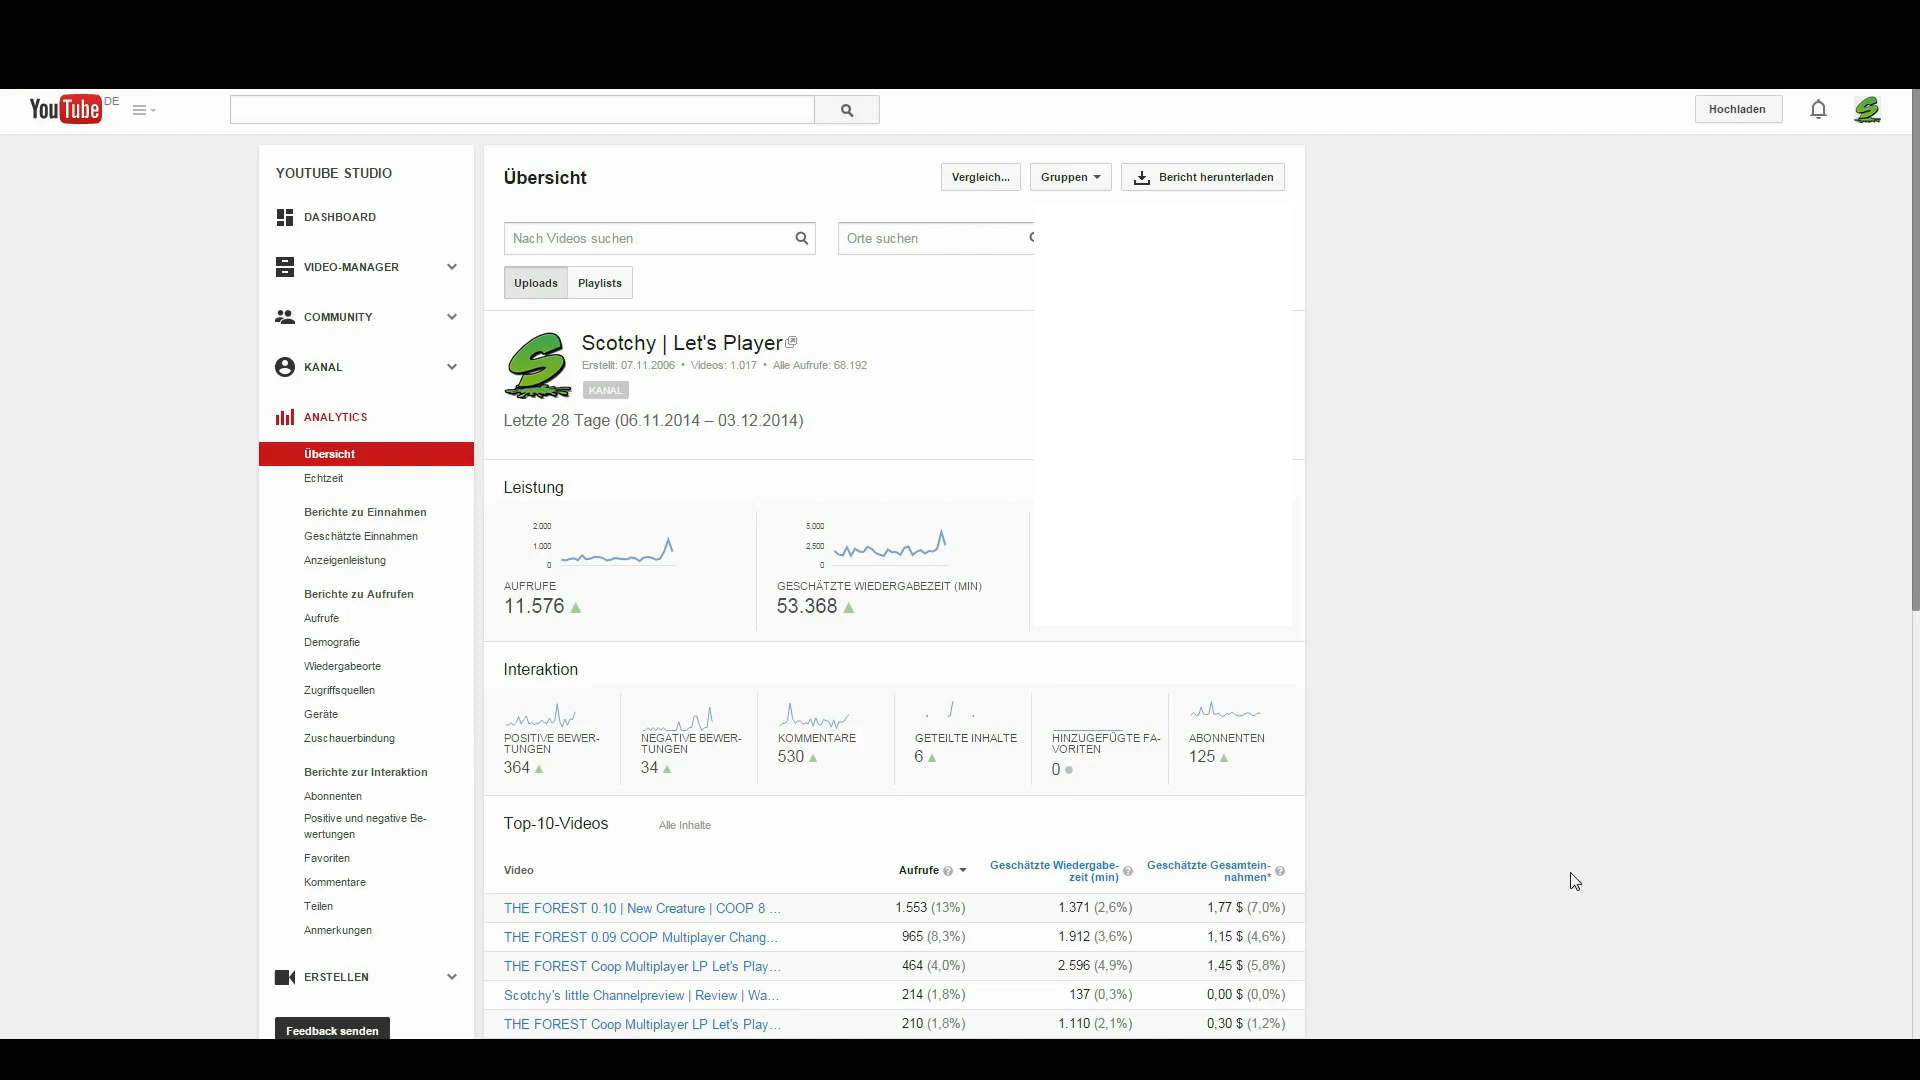 YouTube DE
Hochladen
YOUTUBE STUDIO
DASHBOARD
VIDEO-MANAGER
COMMUNITY
KANAL
ANALYTICS
Übersicht
Echtzeit
Berichte zu Einnahmen
Geschätzte Einnahmen
Anzeigenleistung
Berichte zu Aufrufen
Aufrufe
Demografie
Wiedergabeorte
Zugriffsquellen
Geräte
Zuschauerbindung
Berichte zur Interaktion
Abonnenten
Positive und negative Be-
wertungen
Favoriten
Kommentare
Teilen
Anmerkungen
ERSTELLEN
Feedback senden
Übersicht
Vergleich... Gruppen Bericht herunterladen
Nach Videos suchen Orte suchen
Uploads Playlists
Scotchy | Let's Player
Erstellt: 07.11.2006 • Videos: 1.017 • Alle Aufrufe: 68.192
KANAL
Letzte 28 Tage (06.11.2014 – 03.12.2014)
Leistung
2.000
1.000
0
AUFRUFE
11.576
5.000
2.500
0
GESCHÄTZTE WIEDERGABEZEIT (MIN)
53.368
Interaktion
POSITIVE BEWER-
TUNGEN
364
NEGATIVE BEWER-
TUNGEN
34
KOMMENTARE
530
GETEILTE INHALTE
6
HINZUGEFÜGTE FA-
VORITEN
0
ABONNENTEN
125
Top-10-Videos Alle Inhalte
Video
Aufrufe
Geschätzte Wiedergabe-
zeit (min)
Geschätzte Gesamtein-
nahmen*
THE FOREST 0.10 | New Creature | COOP 8 ... 1.553 (13%) 1.371 (2,6%) 1,77 $ (7,0%)
THE FOREST 0.09 COOP Multiplayer Chang... 965 (8,3%) 1.912 (3,6%) 1,15 $ (4,6%)
THE FOREST Coop Multiplayer LP Let's Play... 464 (4,0%) 2.596 (4,9%) 1,45 $ (5,8%)
Scotchy's little Channelpreview | Review | Wa... 214 (1,8%) 137 (0,3%) 0,00 $ (0,0%)
THE FOREST Coop Multiplayer LP Let's Play... 210 (1,8%) 1.110 (2,1%) 0,30 $ (1,2%)